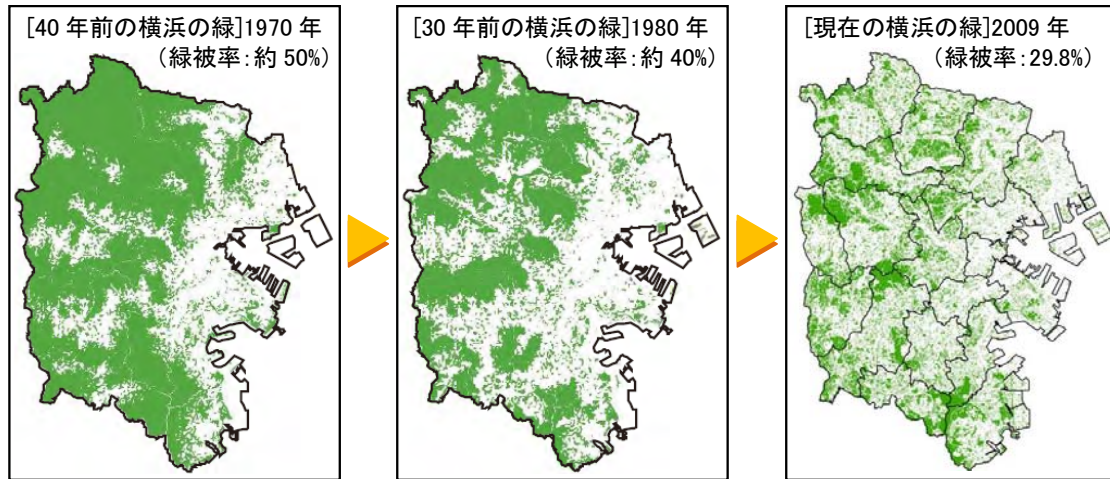 [40 年前の横浜の緑]1970 年
(緑被率:約 50%)
[30 年前の横浜の緑]1980 年
(緑被率:約 40%)
[現在の横浜の緑]2009 年
(緑被率:29.8%)